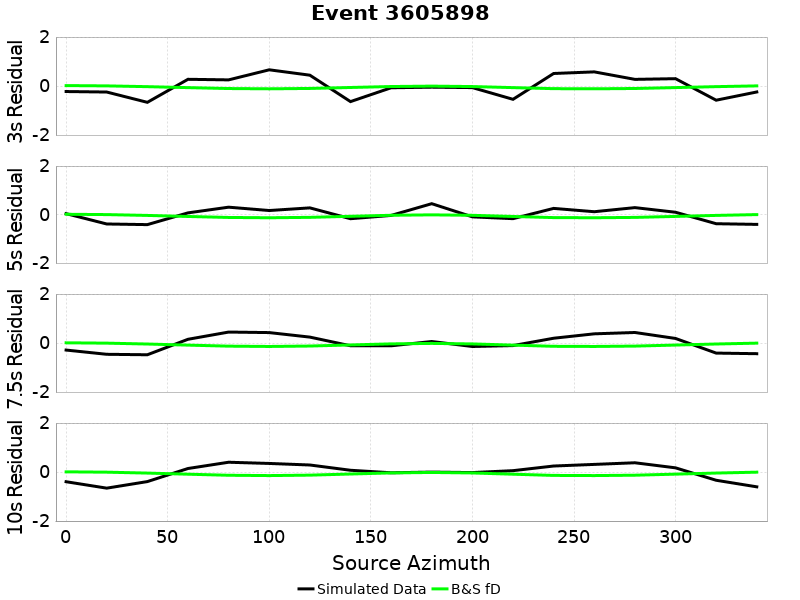 Event 3605898
3s Residual
2
0
-2
5s Residual
2
0
-2
7.5s Residual
2
0
-2
10s Residual
2
0
-2
0 50 100 150 200 250 300
Source Azimuth
Simulated Data B&S fD